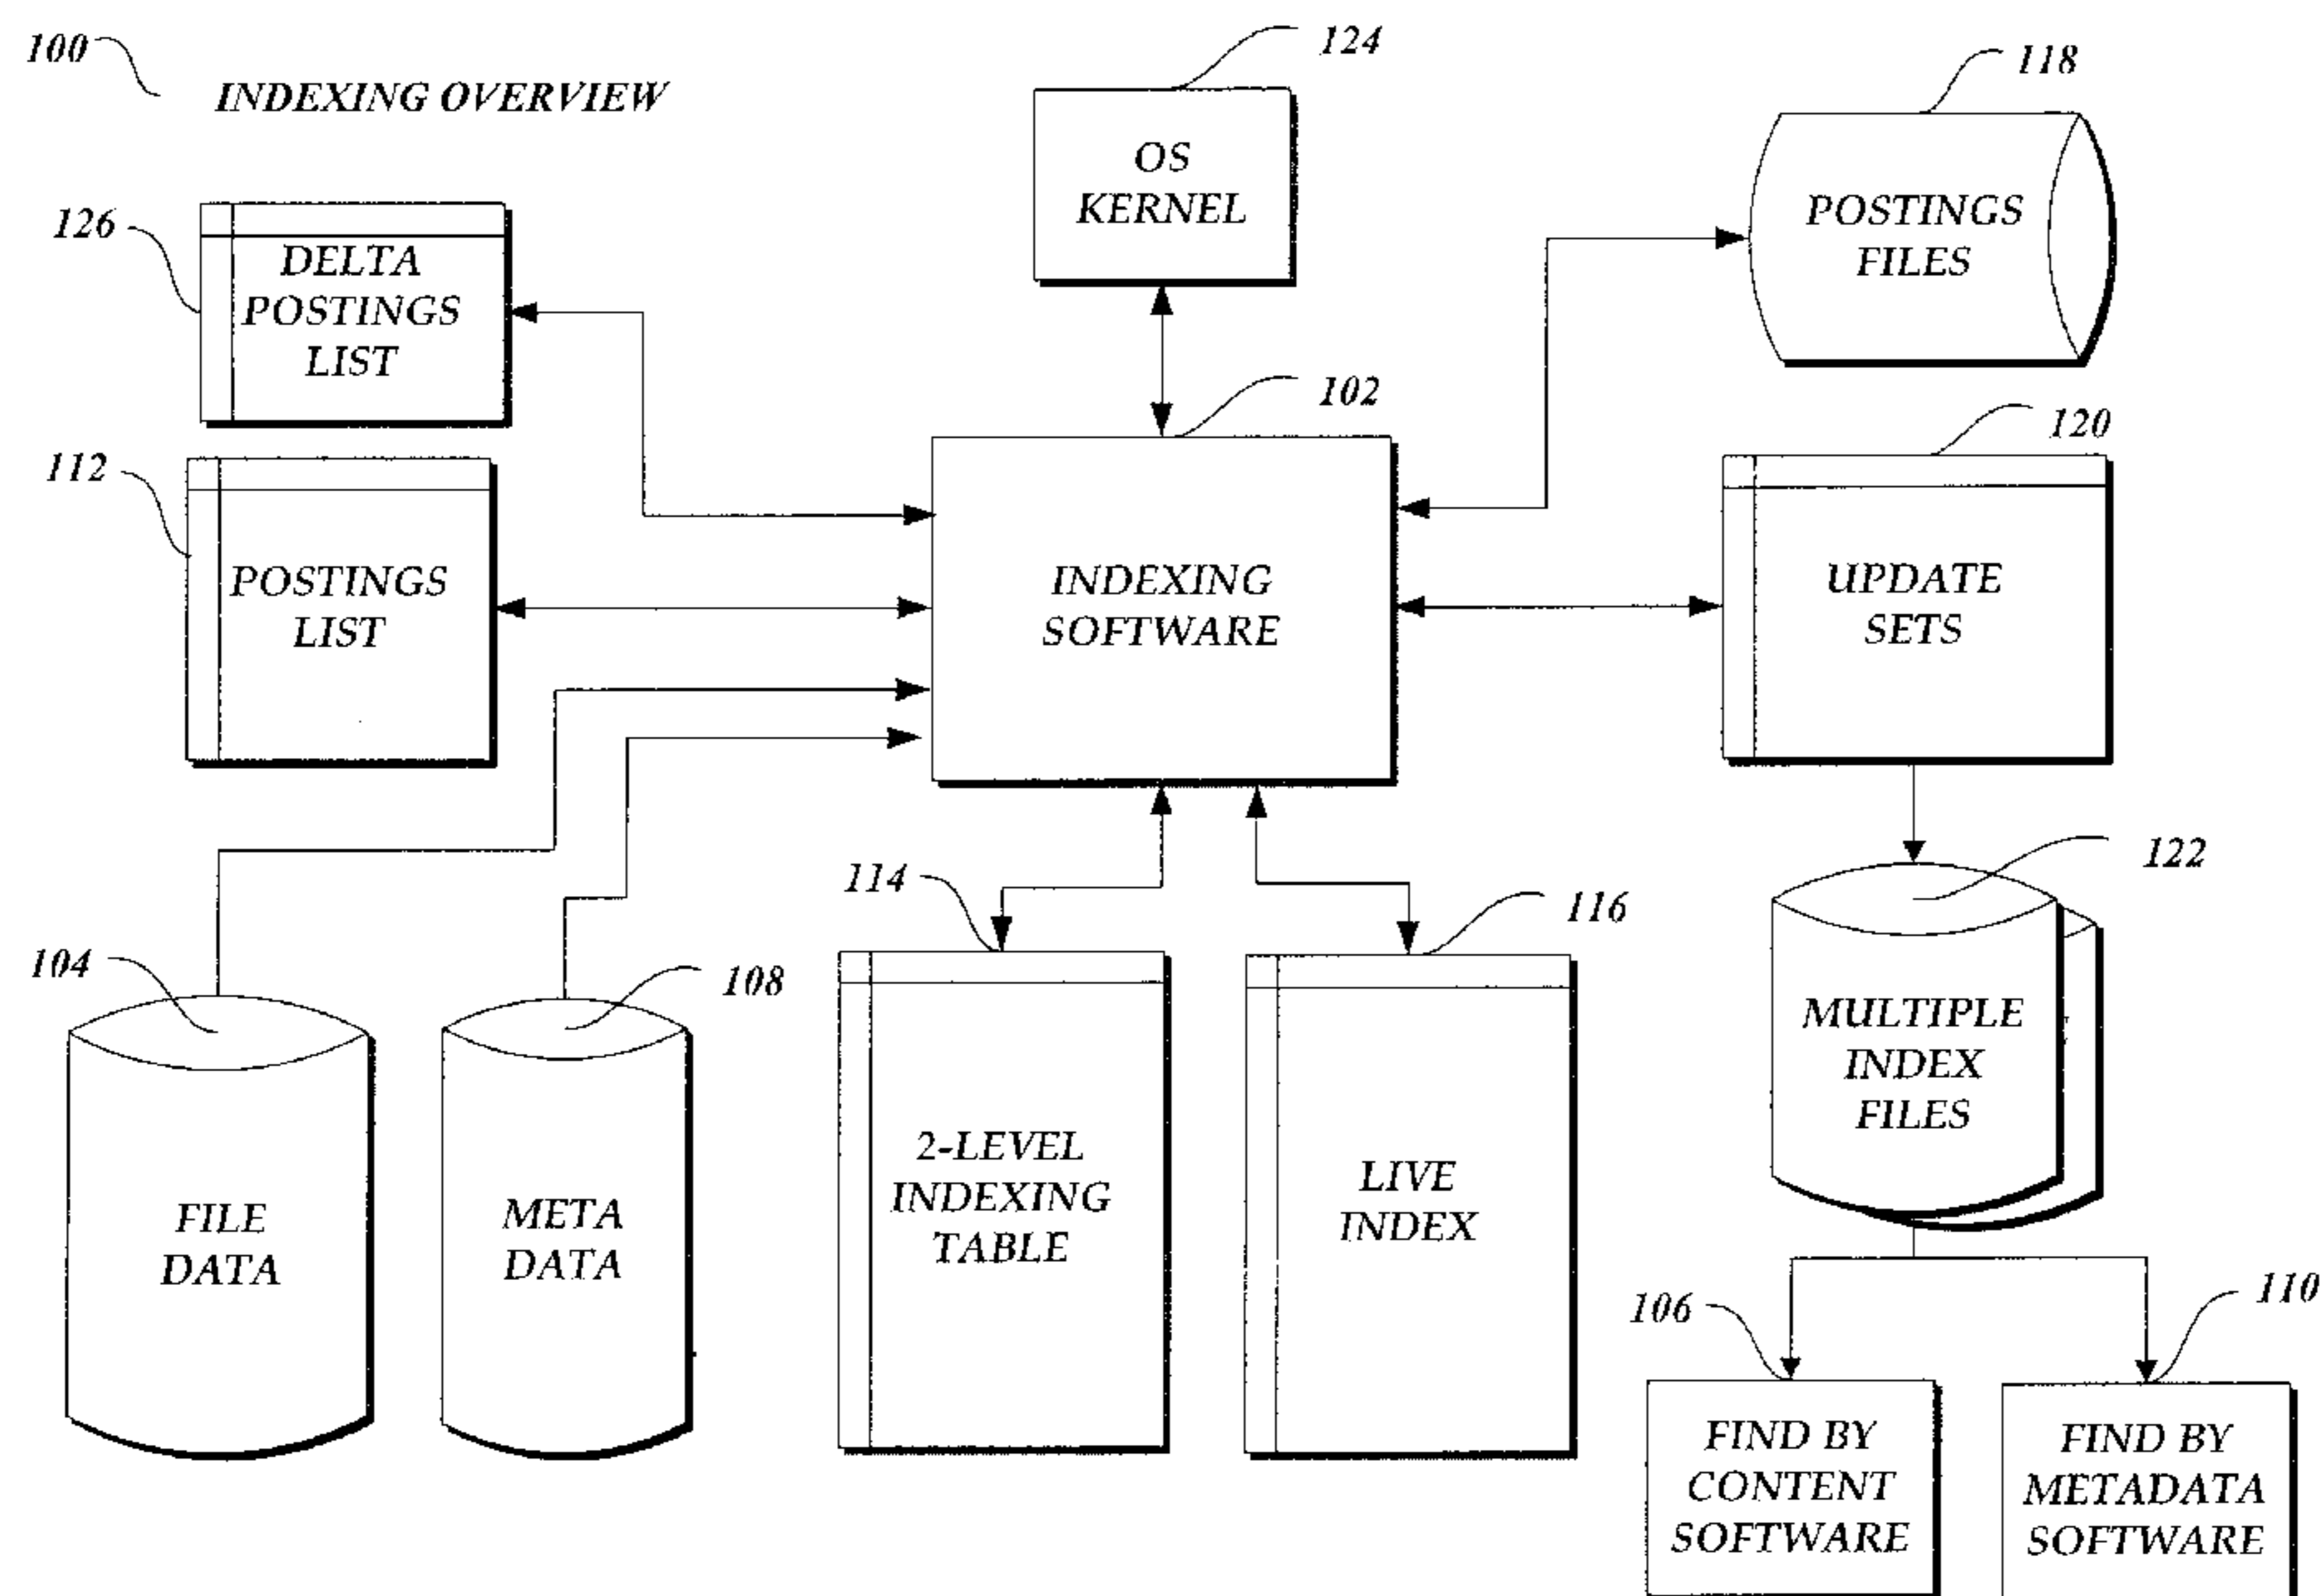 100
INDEXING OVERVIEW
124
OS
KERNEL
118
POSTINGS
FILES
126
DELTA
POSTINGS
LIST
102
INDEXING
SOFTWARE
120
UPDATE
SETS
112
POSTINGS
LIST
104
FILE
DATA
108
META
DATA
114
2-LEVEL
INDEXING
TABLE
116
LIVE
INDEX
122
MULTIPLE
INDEX
FILES
106
FIND BY
CONTENT
SOFTWARE
110
FIND BY
METADATA
SOFTWARE